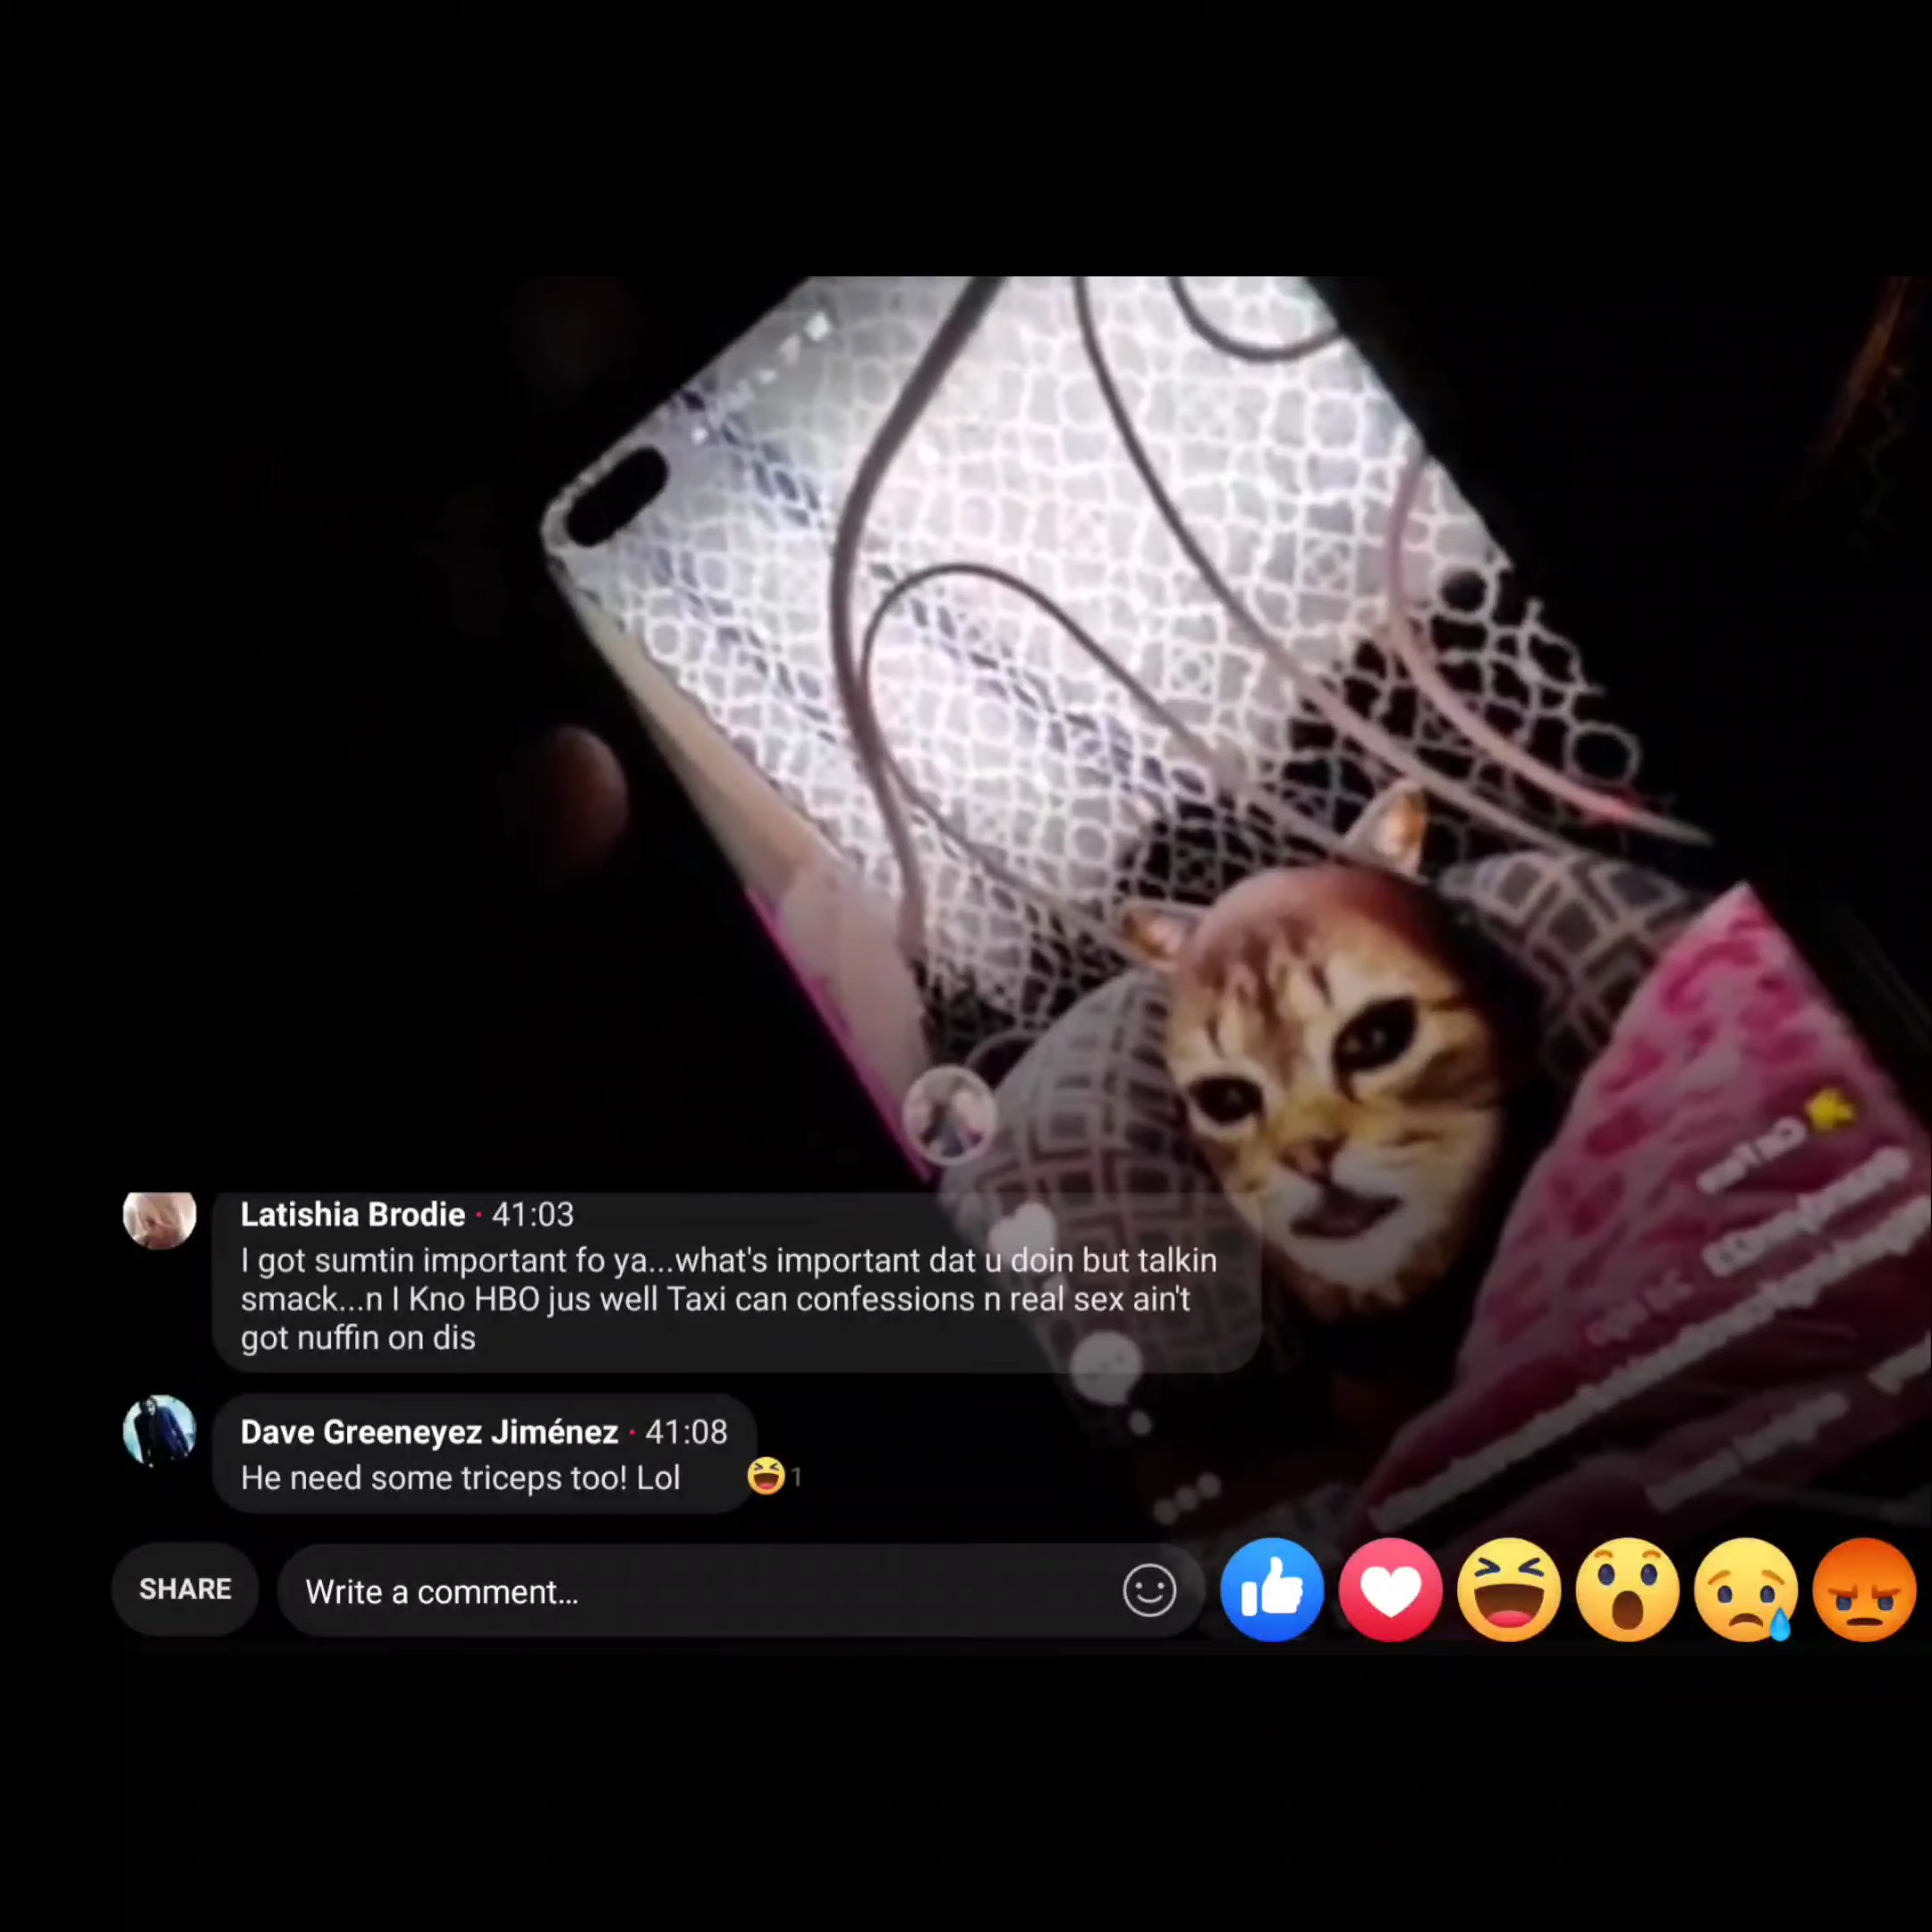 Latishia Brodie · 41:03
I got sumtin important fo ya...what's important dat u doin but talkin
smack...n I Kno HBO jus well Taxi can confessions n real sex ain't
got nuffin on dis
Dave Greeneyez Jiménez · 41:08
He need some triceps too! Lol
1
SHARE
Write a comment...